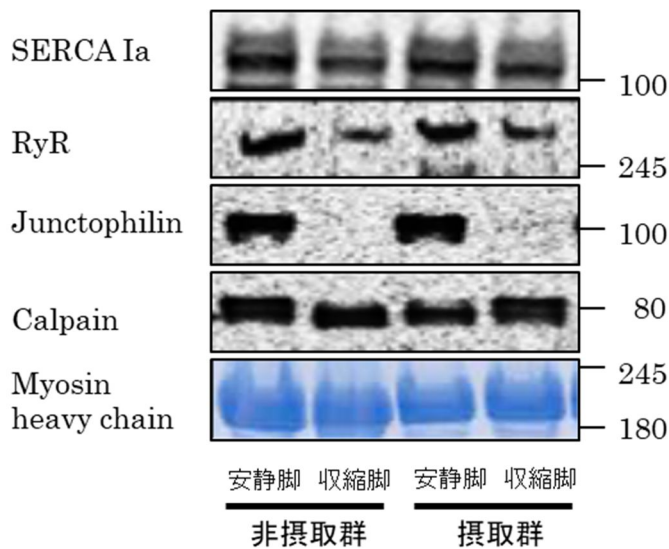 SERCA Ia
100
RyR
245
Junctophilin
100
Calpain
80
Myosin
heavy chain
245
180
安静脚 収縮脚 安静脚 収縮脚
非摂取群 摂取群